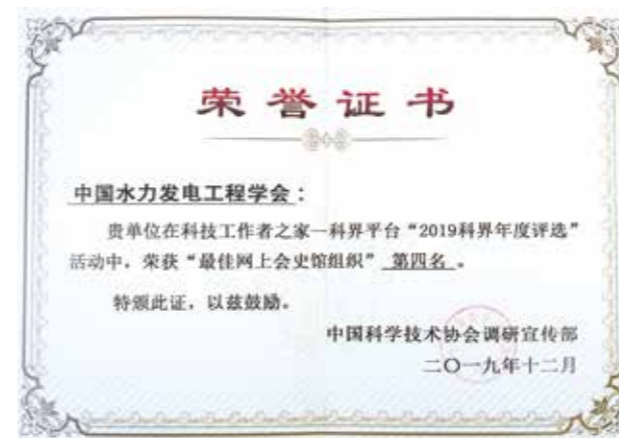 荣誉证书
中国水力发电工程学会：
贵单位在科技工作者之家—科界平台“2019科界年度评选”
活动中，荣获“最佳网上会史馆组织” 第四名 。
特颁此证，以兹鼓励。
中国科学技术协会调研宣传部
二〇一九年十二月